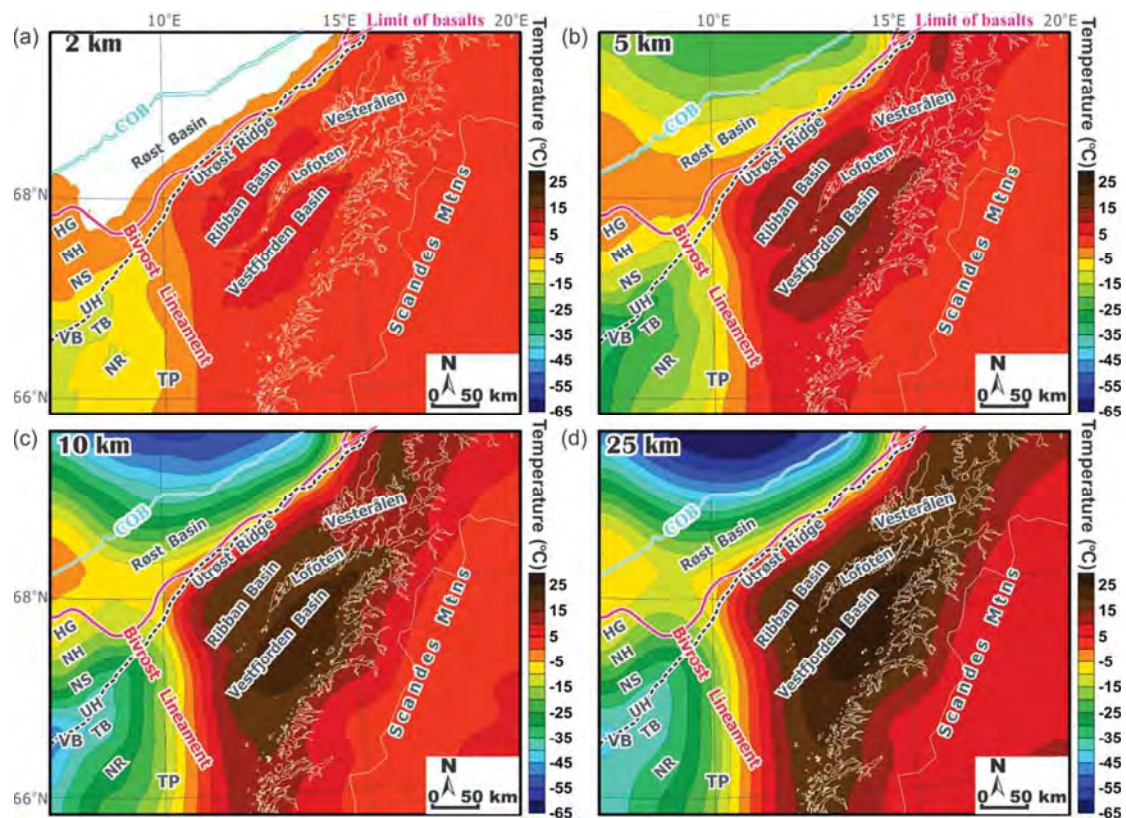 15°E
Limit of basalts
20°E
(a)
2 km
10°E
COB
Røst Basin
Utrøst Ridge
Vesterålen
Lofoten
Ribban Basin
Vestfjorden Basin
Scandes Mtns
68°N
HG
NH
NS
UH
VB
TB
NR
TP
Bivrost Lineament
66°N
N
0 50 km
Temperature (°C)
25
15
5
-5
-15
-25
-35
-45
-55
-65
15°E
Limit of basalts
20°E
(b)
5 km
10°E
COB
Røst Basin
Utrøst Ridge
Vesterålen
Lofoten
Ribban Basin
Vestfjorden Basin
Scandes Mtns
68°N
HG
NH
NS
UH
VB
TB
NR
TP
Bivrost Lineament
66°N
N
0 50 km
Temperature (°C)
25
15
5
-5
-15
-25
-35
-45
-55
-65
(c)
10 km
COB
Røst Basin
Utrøst Ridge
Vesterålen
Lofoten
Ribban Basin
Vestfjorden Basin
Scandes Mtns
68°N
HG
NH
NS
UH
VB
TB
NR
TP
Bivrost Lineament
66°N
N
0 50 km
Temperature (°C)
25
15
5
-5
-15
-25
-35
-45
-55
-65
(d)
25 km
COB
Røst Basin
Utrøst Ridge
Vesterålen
Lofoten
Ribban Basin
Vestfjorden Basin
Scandes Mtns
68°N
HG
NH
NS
UH
VB
TB
NR
TP
Bivrost Lineament
66°N
N
0 50 km
Temperature (°C)
25
15
5
-5
-15
-25
-35
-45
-55
-65